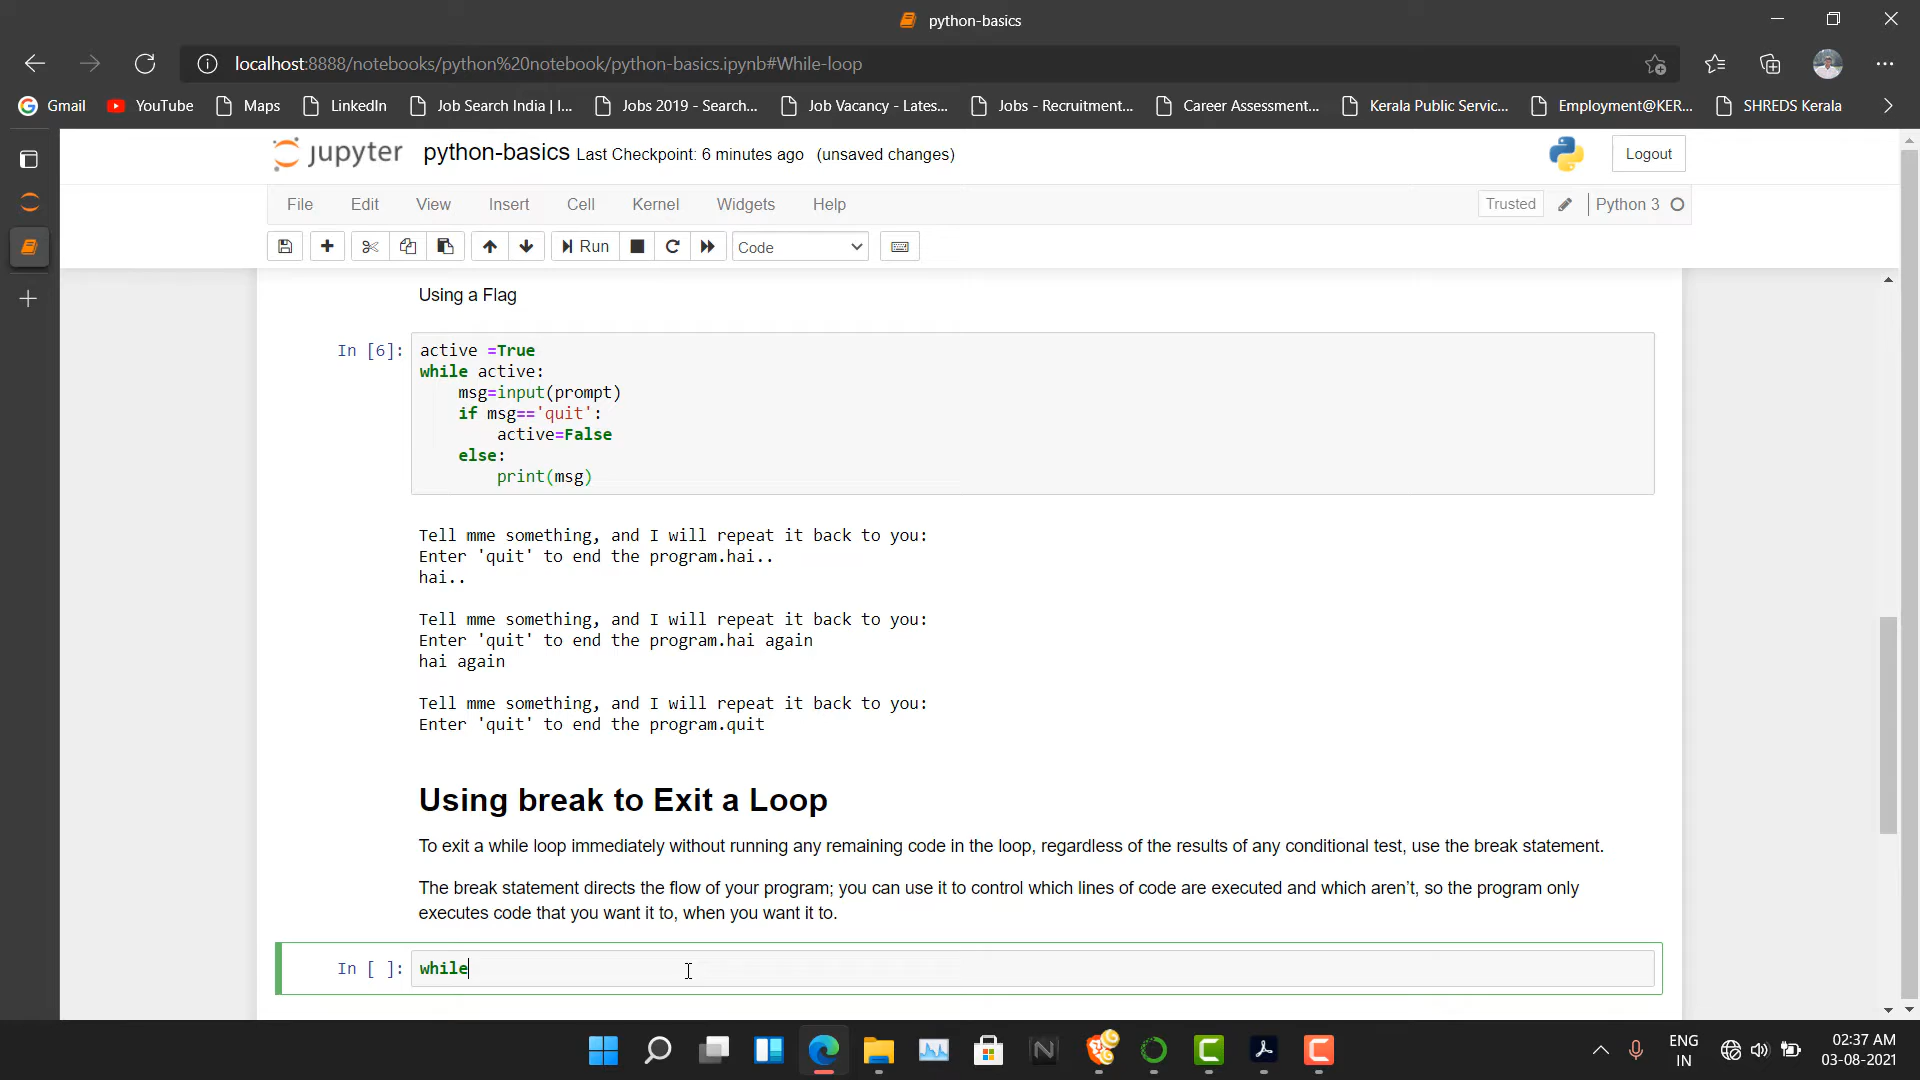 python-basics
localhost:8888/notebooks/python%20notebook/python-basics.ipynb#While-loop
Gmail YouTube Maps LinkedIn Job Search India | I... Jobs 2019 - Search... Job Vacancy - Lates... Jobs - Recruitment... Career Assessment... Kerala Public Servic... Employment@KER... SHREDS Kerala
jupyter python-basics Last Checkpoint: 6 minutes ago (unsaved changes) Logout
File Edit View Insert Cell Kernel Widgets Help Trusted Python 3
Run Code
Using a Flag
In [6]: active =True
while active:
    msg=input(prompt)
    if msg=='quit':
        active=False
    else:
        print(msg)
Tell mme something, and I will repeat it back to you:
Enter 'quit' to end the program.hai..
hai..
Tell mme something, and I will repeat it back to you:
Enter 'quit' to end the program.hai again
hai again
Tell mme something, and I will repeat it back to you:
Enter 'quit' to end the program.quit
Using break to Exit a Loop
To exit a while loop immediately without running any remaining code in the loop, regardless of the results of any conditional test, use the break statement.
The break statement directs the flow of your program; you can use it to control which lines of code are executed and which aren't, so the program only
executes code that you want it to, when you want it to.
In [ ]: while
ENG 02:37 AM
IN 03-08-2021